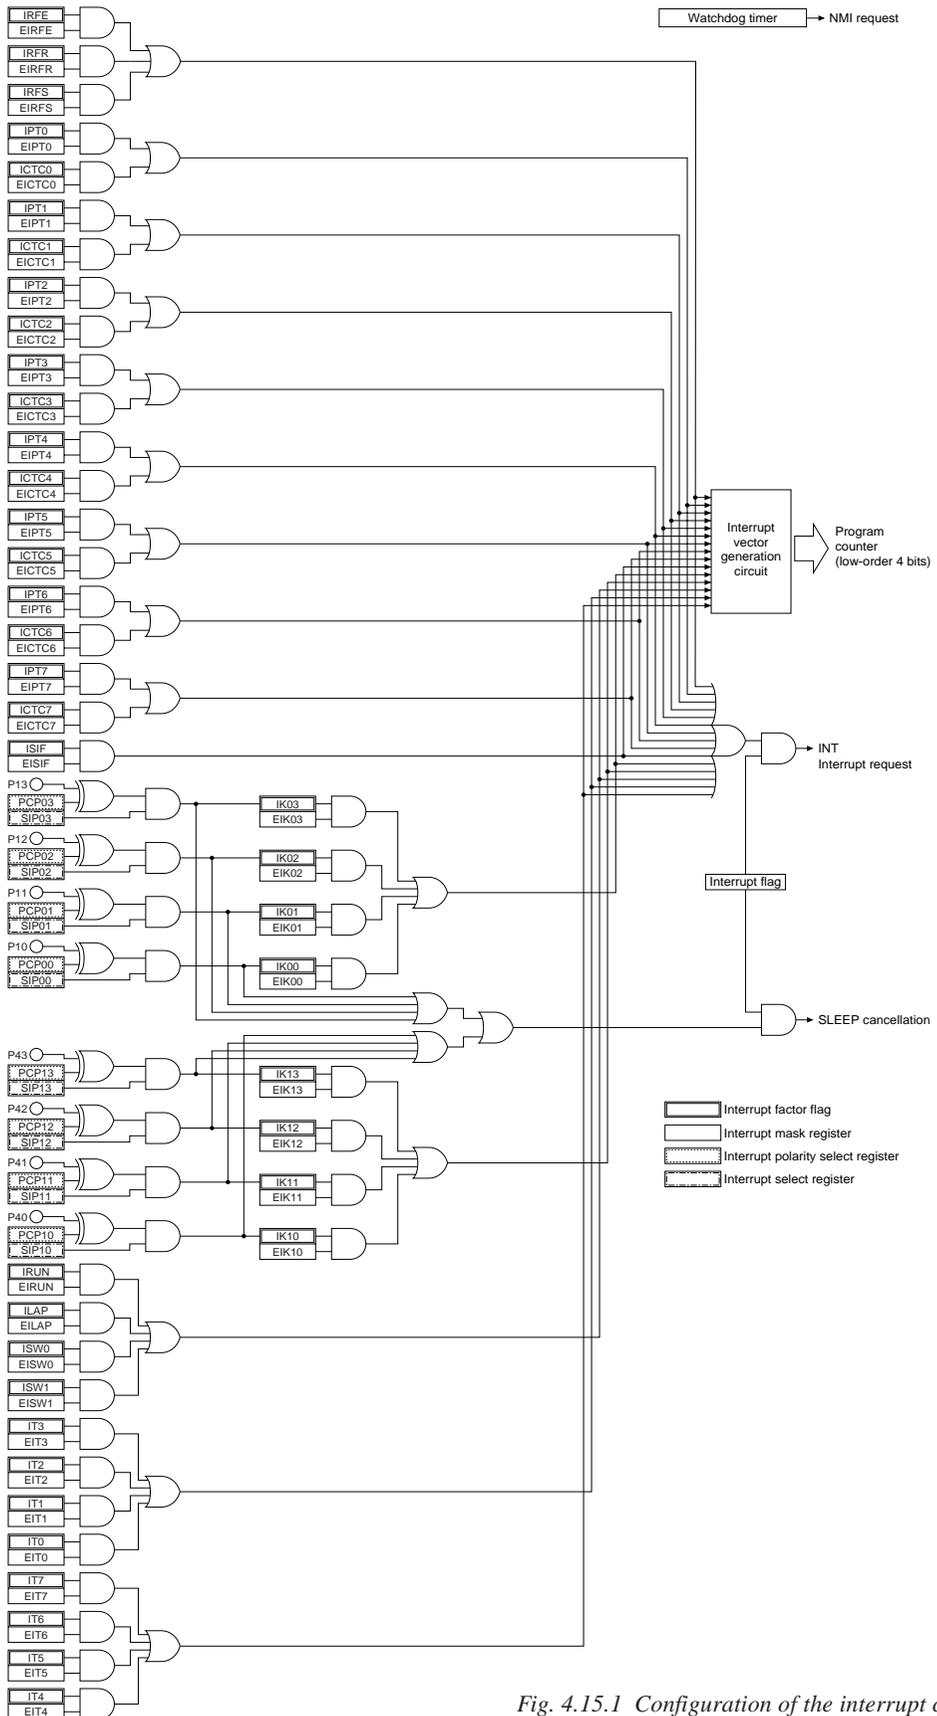 IRFE
EIRFE
Watchdog timer
NMI request
IRFR
EIRFR
IRFS
EIRFS
IPT0
EIPT0
ICTC0
EICTC0
IPT1
EIPT1
ICTC1
EICTC1
IPT2
EIPT2
ICTC2
EICTC2
IPT3
EIPT3
ICTC3
EICTC3
IPT4
EIPT4
ICTC4
EICTC4
IPT5
EIPT5
ICTC5
EICTC5
Interrupt
vector
generation
circuit
Program
counter
(low-order 4 bits)
IPT6
EIPT6
ICTC6
EICTC6
IPT7
EIPT7
ICTC7
EICTC7
ISIF
EISIF
INT
Interrupt request
P13
PCP03
SIP03
IK03
EIK03
P12
PCP02
SIP02
IK02
EIK02
P11
PCP01
SIP01
IK01
EIK01
P10
PCP00
SIP00
IK00
EIK00
Interrupt flag
SLEEP cancellation
P43
PCP13
SIP13
IK13
EIK13
P42
PCP12
SIP12
IK12
EIK12
P41
PCP11
SIP11
IK11
EIK11
P40
PCP10
SIP10
IK10
EIK10
Interrupt factor flag
Interrupt mask register
Interrupt polarity select register
Interrupt select register
IRUN
EIRUN
ILAP
EILAP
ISW0
EISW0
ISW1
EISW1
IT3
EIT3
IT2
EIT2
IT1
EIT1
IT0
EIT0
IT7
EIT7
IT6
EIT6
IT5
EIT5
IT4
EIT4
Fig. 4.15.1 Configuration of the interrupt